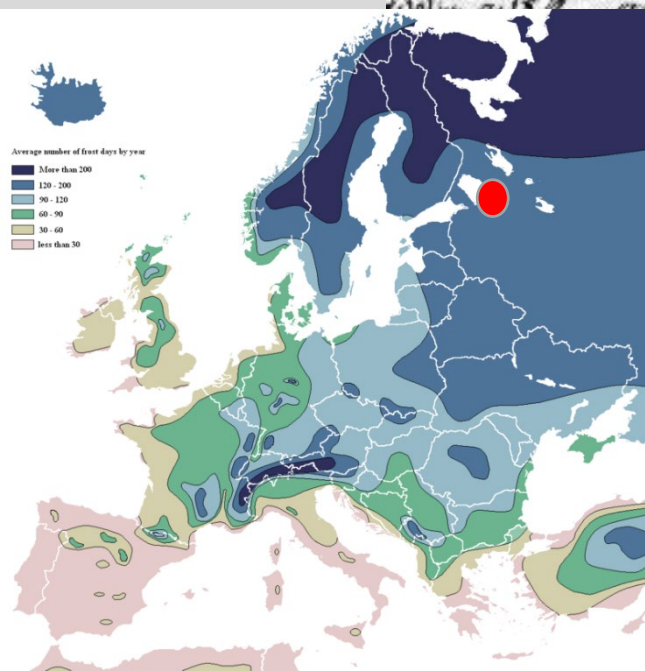 Average number of frost days by year
More than 200
120 - 200
90 - 120
60 - 90
30 - 60
less than 30